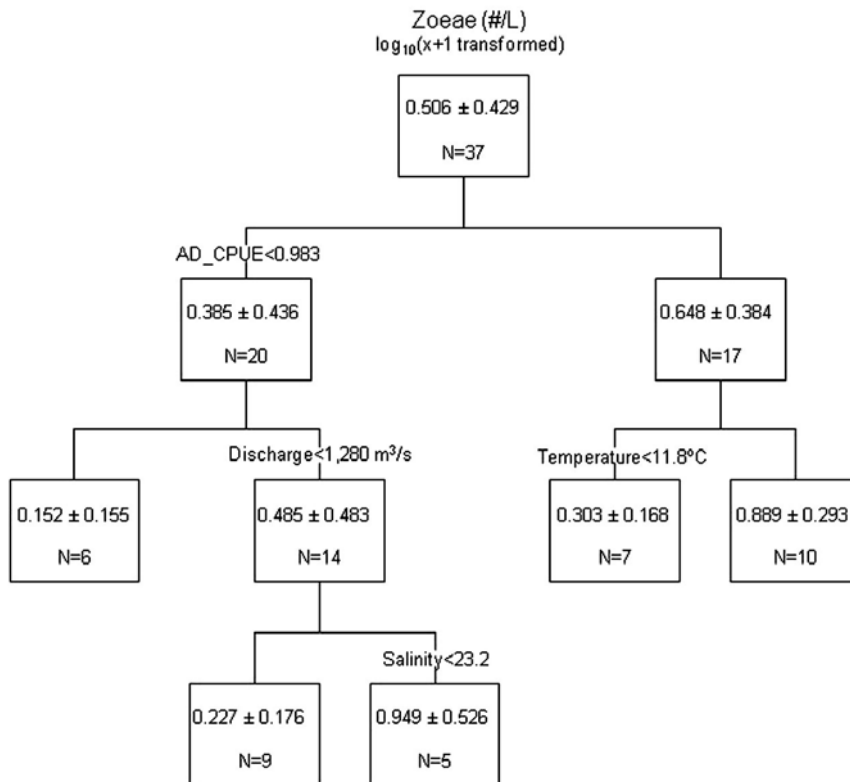 Zoeae (#/L)
log₁₀(x+1 transformed)
0.506 ± 0.429
N=37
AD_CPUE<0.983
0.385 ± 0.436
N=20
0.648 ± 0.384
N=17
Discharge<1,280 m³/s
Temperature<11.8ºC
0.152 ± 0.155
N=6
0.485 ± 0.483
N=14
0.303 ± 0.168
N=7
0.889 ± 0.293
N=10
Salinity<23.2
0.227 ± 0.176
N=9
0.949 ± 0.526
N=5